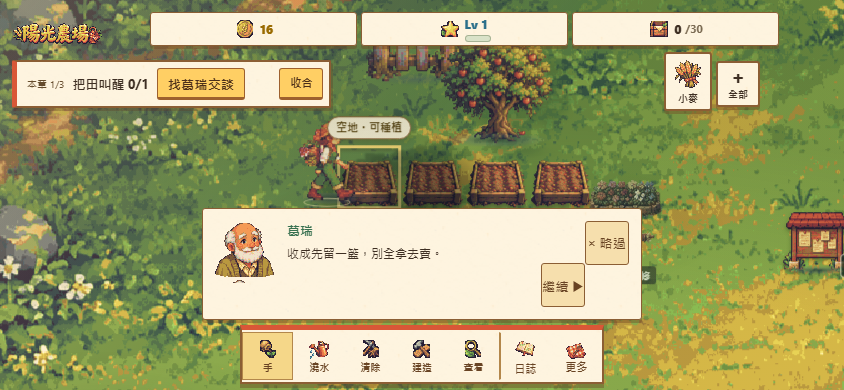 陽光農場
16
Lv 1
0 /30
本章 1/3 把田叫醒 0/1 找葛瑞交談 收合
小麥
+
全部
空地・可種植
葛瑞
收成先留一籃，別全拿去賣。
× 略過
繼續 ▶
手 澆水 清除 建造 查看 日誌 更多